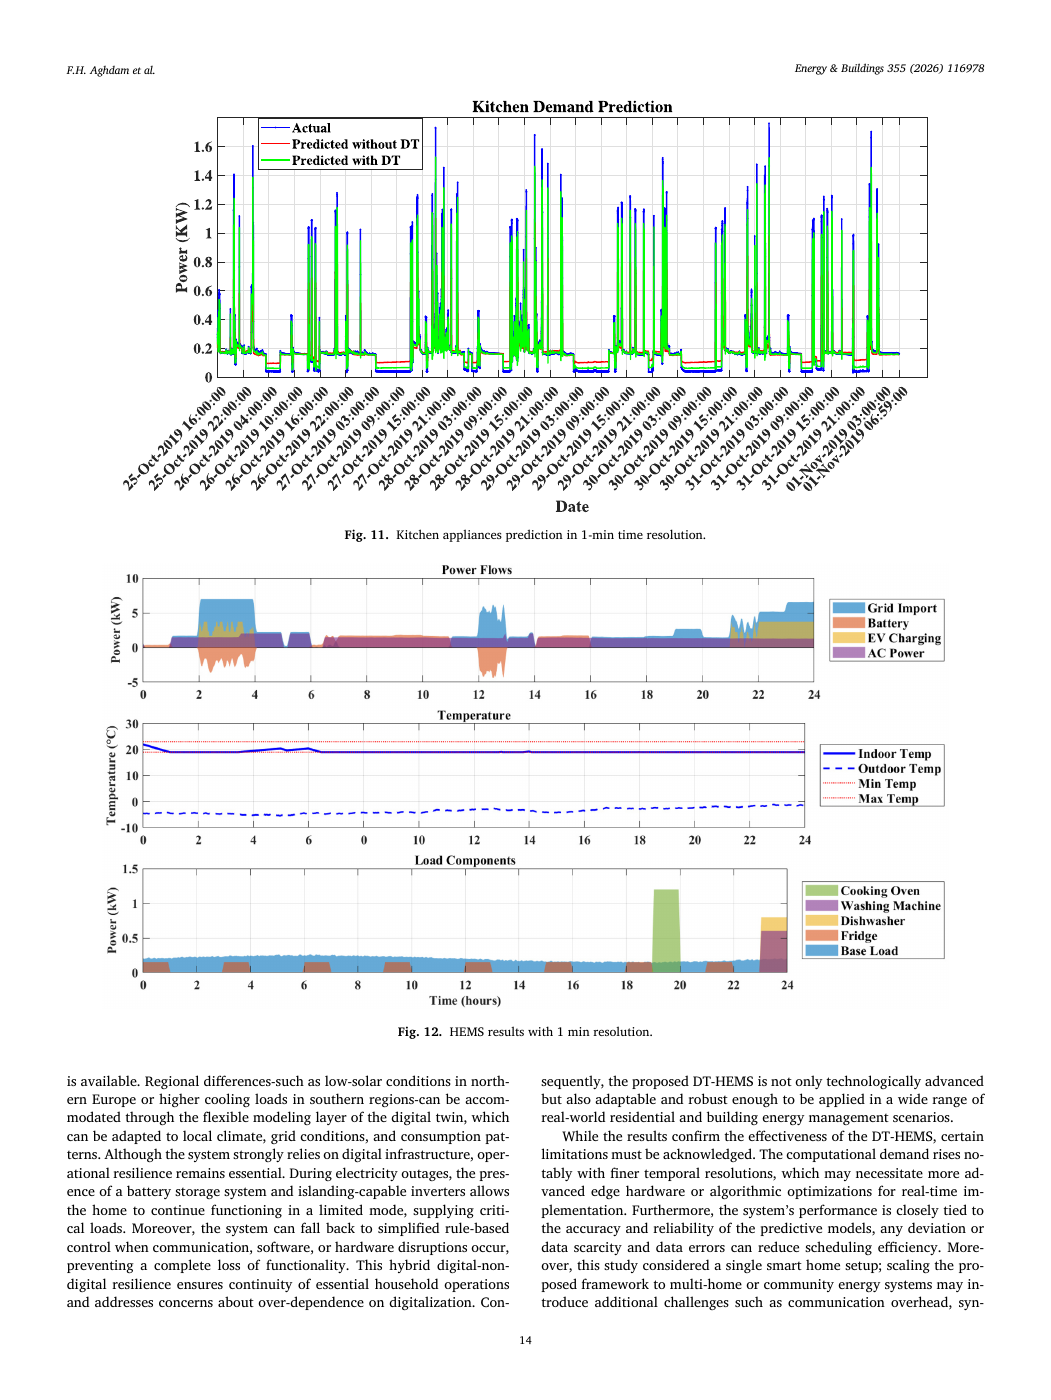 F.H. Aghdam et al.
Energy & Buildings 355 (2026) 116978
Kitchen Demand Prediction
Actual
Predicted without DT
Predicted with DT
Power (KW)
1.6
1.4
1.2
1
0.8
0.6
0.4
0.2
0
25-Oct-2019 16:00:00
25-Oct-2019 22:00:00
26-Oct-2019 04:00:00
26-Oct-2019 10:00:00
26-Oct-2019 16:00:00
26-Oct-2019 22:00:00
27-Oct-2019 03:00:00
27-Oct-2019 09:00:00
27-Oct-2019 15:00:00
27-Oct-2019 21:00:00
28-Oct-2019 03:00:00
28-Oct-2019 09:00:00
28-Oct-2019 15:00:00
28-Oct-2019 21:00:00
29-Oct-2019 03:00:00
29-Oct-2019 09:00:00
29-Oct-2019 15:00:00
29-Oct-2019 21:00:00
30-Oct-2019 03:00:00
30-Oct-2019 09:00:00
30-Oct-2019 15:00:00
30-Oct-2019 21:00:00
31-Oct-2019 03:00:00
31-Oct-2019 09:00:00
31-Oct-2019 15:00:00
31-Oct-2019 21:00:00
01-Nov-2019 03:00:00
01-Nov-2019 06:59:00
Date
Fig. 11. Kitchen appliances prediction in 1-min time resolution.
Power Flows
Power (kW)
10
5
0
-5
0 2 4 6 8 10 12 14 16 18 20 22 24
Grid Import
Battery
EV Charging
AC Power
Temperature
Temperature (°C)
30
20
10
0
-10
0 2 4 6 0 10 12 14 16 18 20 22 24
Indoor Temp
Outdoor Temp
Min Temp
Max Temp
Load Components
Power (kW)
1.5
1
0.5
0
0 2 4 6 8 10 12 14 16 18 20 22 24
Time (hours)
Cooking Oven
Washing Machine
Dishwasher
Fridge
Base Load
Fig. 12. HEMS results with 1 min resolution.
is available. Regional differences-such as low-solar conditions in north-
ern Europe or higher cooling loads in southern regions-can be accom-
modated through the flexible modeling layer of the digital twin, which
can be adapted to local climate, grid conditions, and consumption pat-
terns. Although the system strongly relies on digital infrastructure, oper-
ational resilience remains essential. During electricity outages, the pres-
ence of a battery storage system and islanding-capable inverters allows
the home to continue functioning in a limited mode, supplying criti-
cal loads. Moreover, the system can fall back to simplified rule-based
control when communication, software, or hardware disruptions occur,
preventing a complete loss of functionality. This hybrid digital-non-
digital resilience ensures continuity of essential household operations
and addresses concerns about over-dependence on digitalization. Con-
sequently, the proposed DT-HEMS is not only technologically advanced
but also adaptable and robust enough to be applied in a wide range of
real-world residential and building energy management scenarios.
While the results confirm the effectiveness of the DT-HEMS, certain
limitations must be acknowledged. The computational demand rises no-
tably with finer temporal resolutions, which may necessitate more ad-
vanced edge hardware or algorithmic optimizations for real-time im-
plementation. Furthermore, the system's performance is closely tied to
the accuracy and reliability of the predictive models, any deviation or
data scarcity and data errors can reduce scheduling efficiency. More-
over, this study considered a single smart home setup; scaling the pro-
posed framework to multi-home or community energy systems may in-
troduce additional challenges such as communication overhead, syn-
14